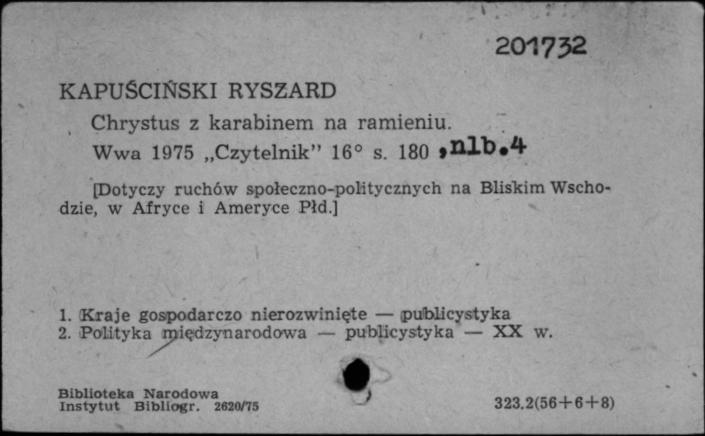 201732
KAPUŚCIŃSKI RYSZARD
Chrystus z karabinem na ramieniu.
Wwa 1975 „Czytelnik” 16° s. 180 ,nlb.4
[Dotyczy ruchów społeczno-politycznych na Bliskim Wscho-
dzie, w Afryce i Ameryce Płd.]
1. Kraje gospodarczo nierozwinięte — publicystyka
2. Polityka międzynarodowa — publicystyka — XX w.
Biblioteka Narodowa
Instytut Bibliogr. 2620/75
323.2(56+6+8)